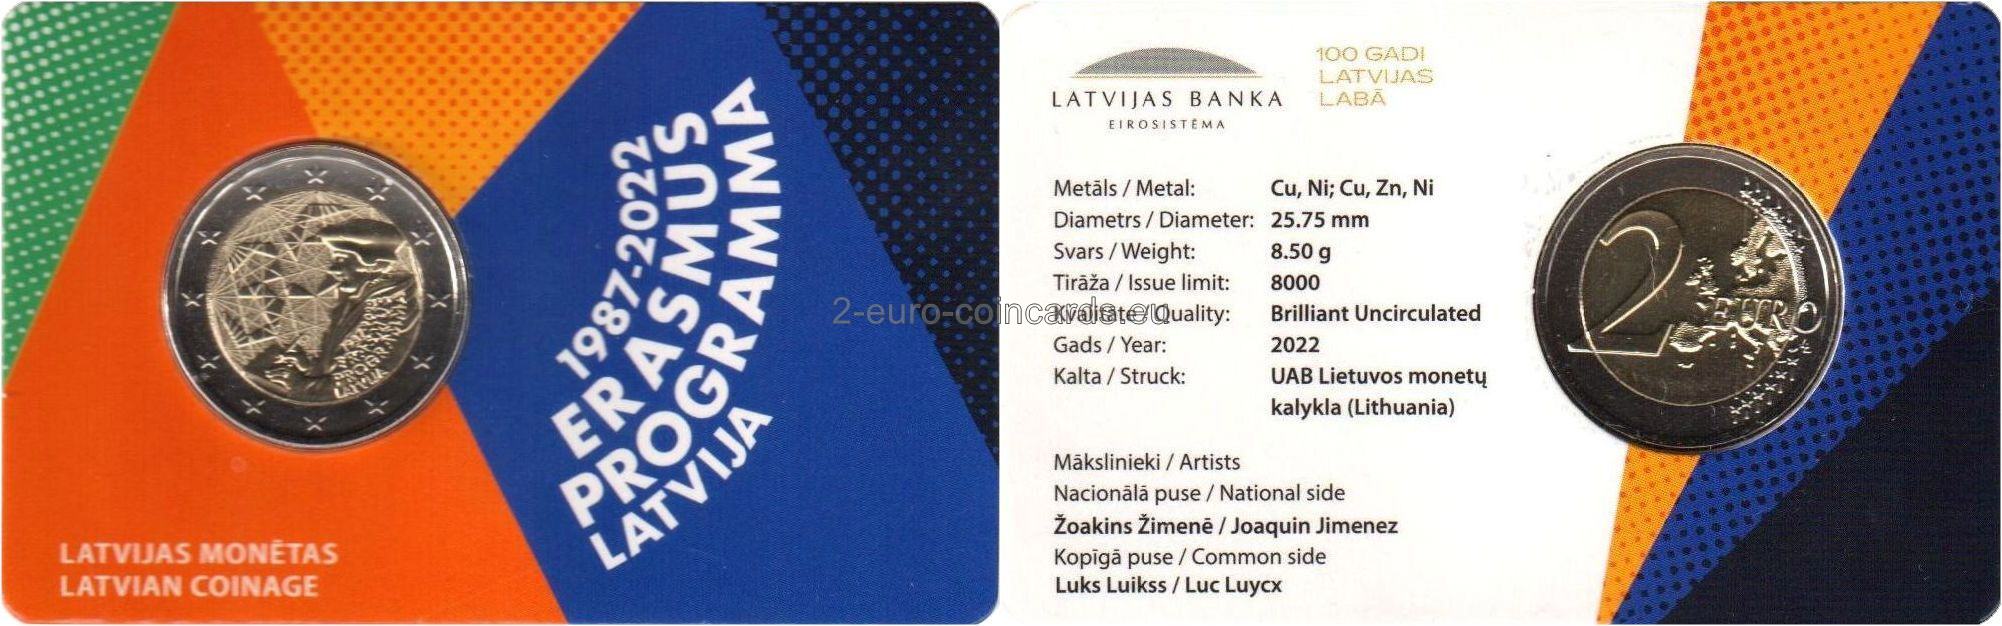 1987-2022
ERASMUS
PROGRAMMA
LATVIJA
LATVIJAS MONĒTAS
LATVIAN COINAGE
2-euro-coincards.eu
LATVIJAS BANKA
EIROSISTĒMA
100 GADI
LATVIJAS
LABĀ
Metāls / Metal: Cu, Ni; Cu, Zn, Ni
Diametrs / Diameter: 25.75 mm
Svars / Weight: 8.50 g
Tirāža / Issue limit: 8000
Kvalitāte / Quality: Brilliant Uncirculated
Gads / Year: 2022
Kalta / Struck: UAB Lietuvos monetų
kalykla (Lithuania)
Mākslinieki / Artists
Nacionālā puse / National side
Žoakins Žimenē / Joaquin Jimenez
Kopīgā puse / Common side
Luks Luikss / Luc Luycx
2 EURO